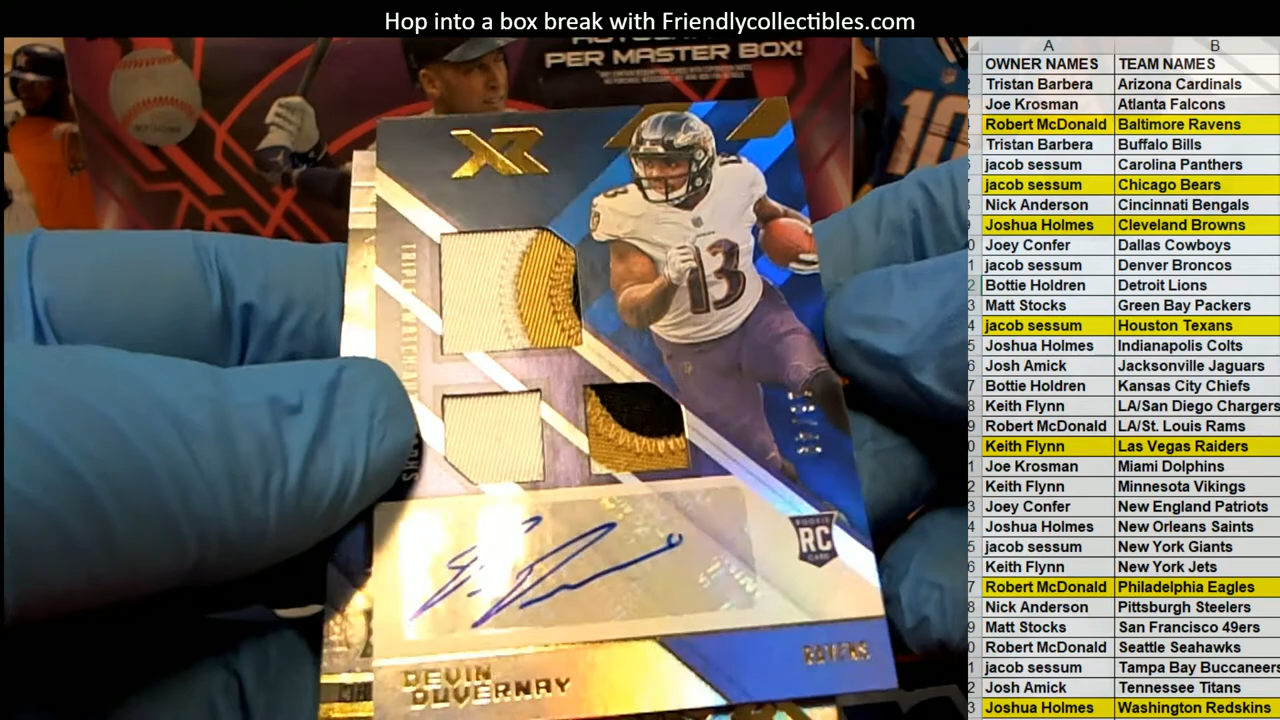 Hop into a box break with Friendlycollectibles.com
PER MASTER BOX!
XR
13
RC
DEVIN
DUVERNAY
RAVENS
10
A B
OWNER NAMES TEAM NAMES
Tristan Barbera Arizona Cardinals
Joe Krosman Atlanta Falcons
Robert McDonald Baltimore Ravens
Tristan Barbera Buffalo Bills
jacob sessum Carolina Panthers
jacob sessum Chicago Bears
Nick Anderson Cincinnati Bengals
Joshua Holmes Cleveland Browns
Joey Confer Dallas Cowboys
jacob sessum Denver Broncos
Bottie Holdren Detroit Lions
Matt Stocks Green Bay Packers
jacob sessum Houston Texans
Joshua Holmes Indianapolis Colts
Josh Amick Jacksonville Jaguars
Bottie Holdren Kansas City Chiefs
Keith Flynn LA/San Diego Chargers
Robert McDonald LA/St. Louis Rams
Keith Flynn Las Vegas Raiders
Joe Krosman Miami Dolphins
Keith Flynn Minnesota Vikings
Joey Confer New England Patriots
Joshua Holmes New Orleans Saints
jacob sessum New York Giants
Keith Flynn New York Jets
Robert McDonald Philadelphia Eagles
Nick Anderson Pittsburgh Steelers
Matt Stocks San Francisco 49ers
Robert McDonald Seattle Seahawks
jacob sessum Tampa Bay Buccaneers
Josh Amick Tennessee Titans
Joshua Holmes Washington Redskins